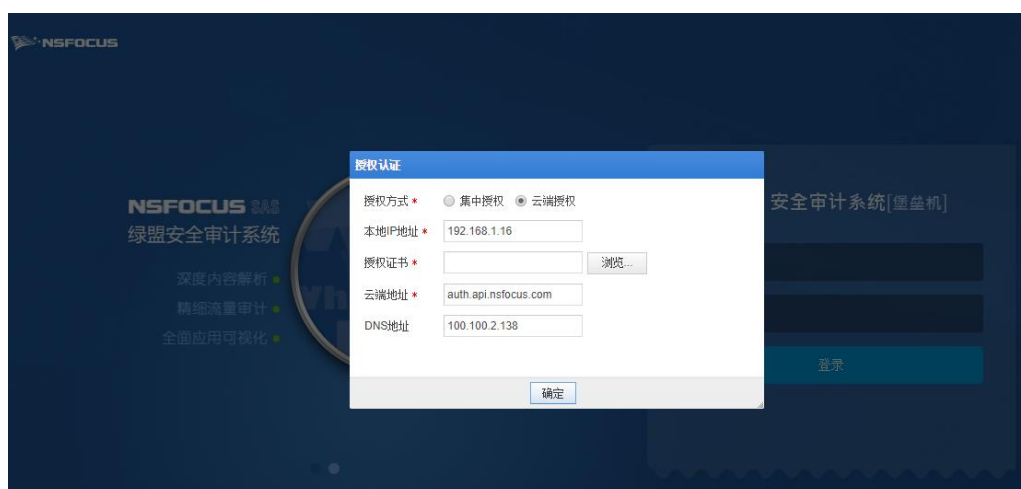 NSFOCUS
授权认证
授权方式 * 集中授权 云端授权
本地IP地址 * 192.168.1.16
授权证书 * 浏览...
云端地址 * auth.api.nsfocus.com
DNS地址 100.100.2.138
确定
NSFOCUS SAS
绿盟安全审计系统
深度内容解析
精细流量审计
全面应用可视化
安全审计系统[堡垒机]
登录